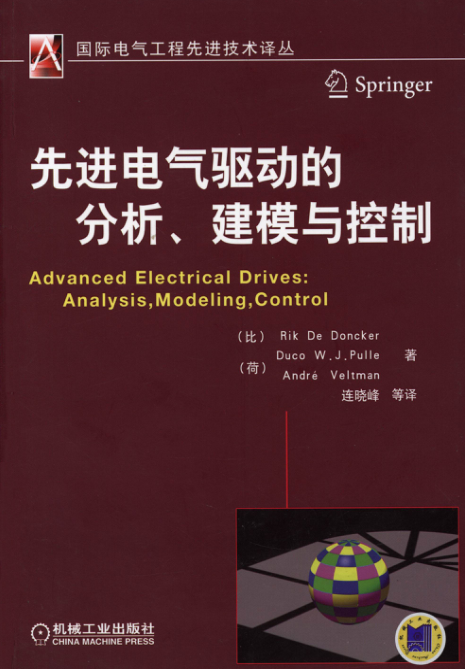 国际电气工程先进技术译丛
Springer
先进电气驱动的
分析、建模与控制
Advanced Electrical Drives:
Analysis,Modeling,Control
(比) Rik De Doncker
Duco W.J.Pulle 著
(荷)
André Veltman
连晓峰 等译
机械工业出版社
CHINA MACHINE PRESS